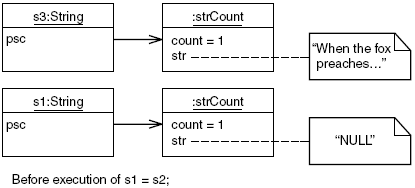 s3:String
:strCount
psc
count = 1
str
“When the fox
preaches…”
s1:String
:strCount
psc
count = 1
str
“NULL”
Before execution of s1 = s2;